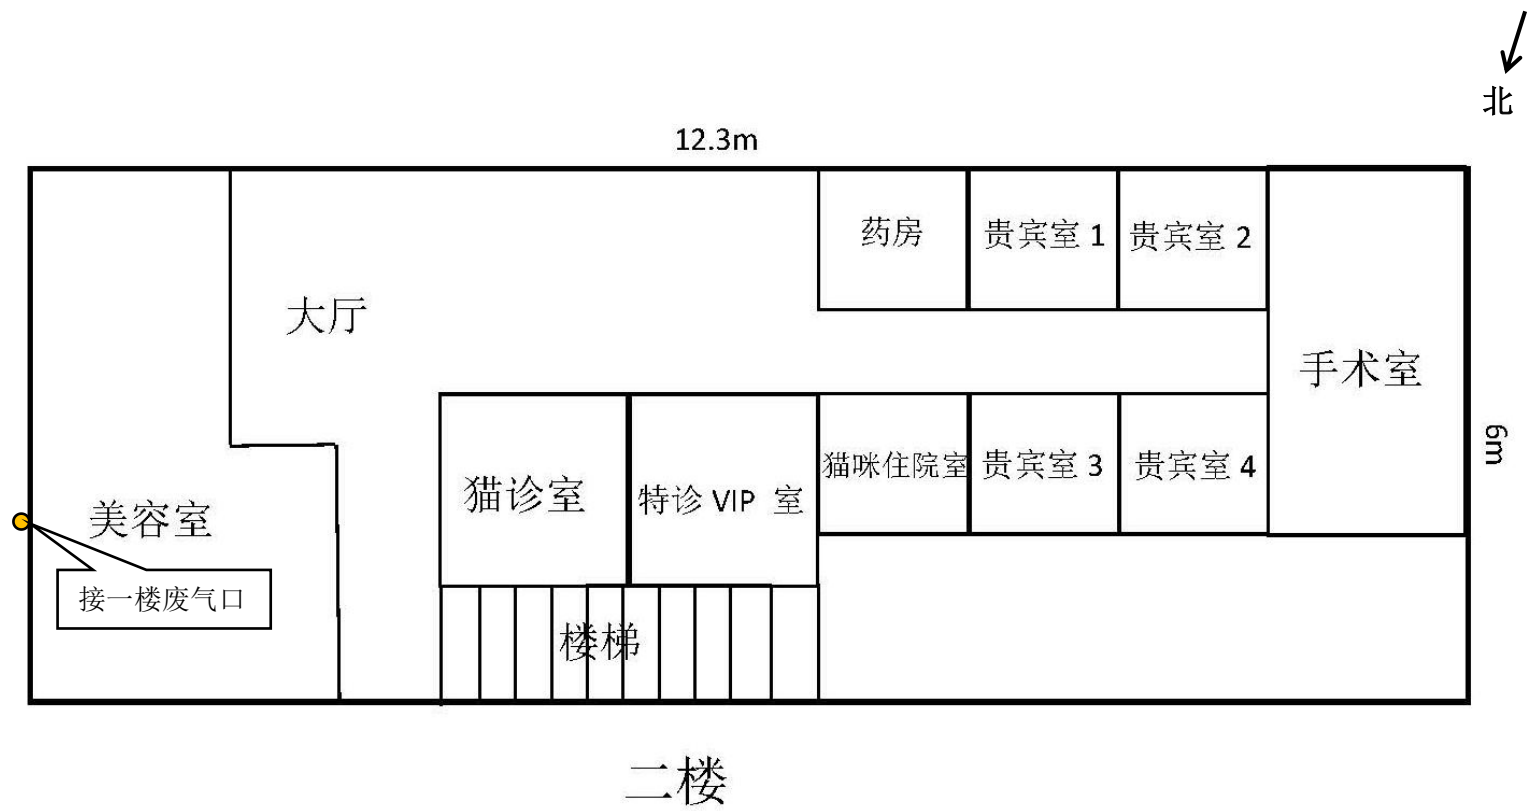 北
12.3m
药房
贵宾室 1
贵宾室 2
大厅
手术室
6m
猫诊室
特诊 VIP 室
猫咪住院室
贵宾室 3
贵宾室 4
美容室
接一楼废气口
楼梯
二楼